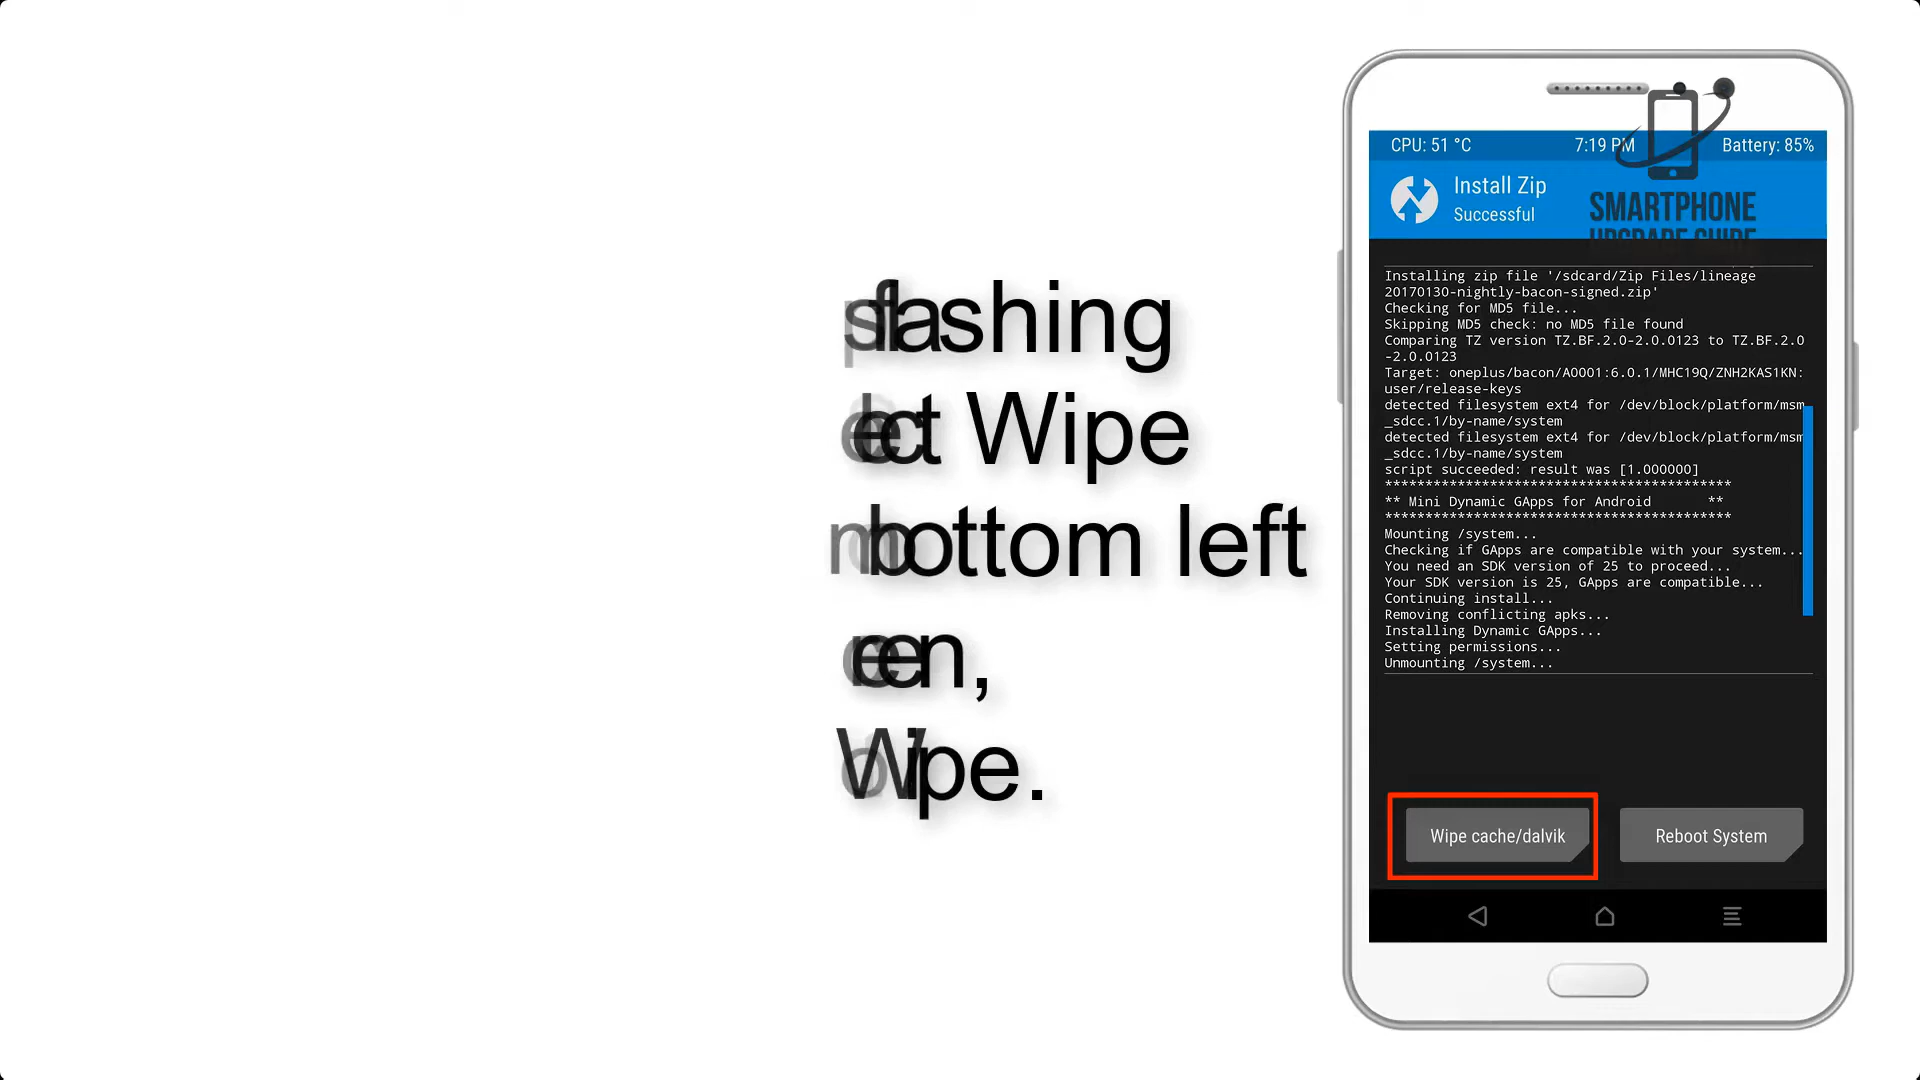 flashing
Wipe
bottom left
Wipe.
CPU: 51 °C 7:19 PM Battery: 85%
Install Zip
Successful
SMARTPHONE
UPGRADE GUIDE
Installing zip file '/sdcard/Zip Files/lineage
20170130-nightly-bacon-signed.zip'
Checking for MD5 file...
Skipping MD5 check: no MD5 file found
Comparing TZ version TZ.BF.2.0-2.0.0123 to TZ.BF.2.0
-2.0.0123
Target: oneplus/bacon/A0001:6.0.1/MHC19Q/ZNH2KAS1KN:
user/release-keys
detected filesystem ext4 for /dev/block/platform/msm
_sdcc.1/by-name/system
detected filesystem ext4 for /dev/block/platform/msm
_sdcc.1/by-name/system
script succeeded: result was [1.000000]
*******************************************
** Mini Dynamic GApps for Android **
*******************************************
Mounting /system...
Checking if GApps are compatible with your system...
You need an SDK version of 25 to proceed...
Your SDK version is 25, GApps are compatible...
Continuing install...
Removing conflicting apks...
Installing Dynamic GApps...
Setting permissions...
Unmounting /system...
Wipe cache/dalvik
Reboot System